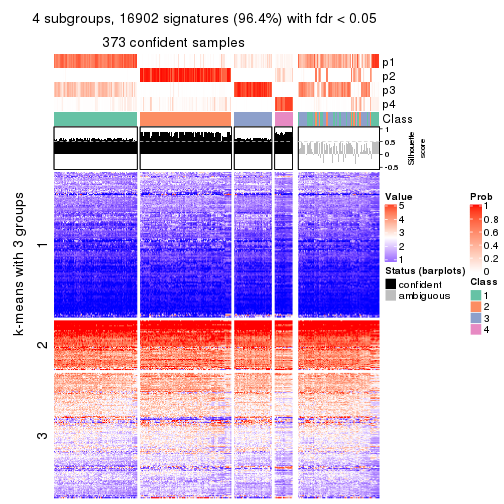 4 subgroups, 16902 signatures (96.4%) with fdr < 0.05
373 confident samples
p1
p2
p3
p4
Class
1
0.5
0
-0.5
Silhouette
score
k-means with 3 groups
1
2
3
Value
5
4
3
2
1
Status (barplots)
confident
ambiguous
Prob
1
0.8
0.6
0.4
0.2
0
Class
1
2
3
4